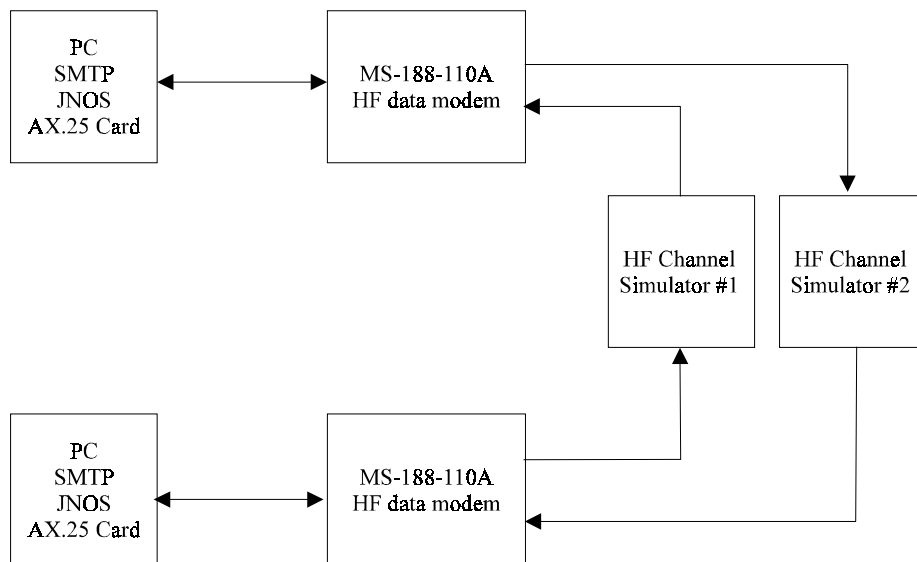 PC
SMTP
JNOS
AX.25 Card
MS-188-110A
HF data modem
HF Channel
Simulator #1
HF Channel
Simulator #2
PC
SMTP
JNOS
AX.25 Card
MS-188-110A
HF data modem